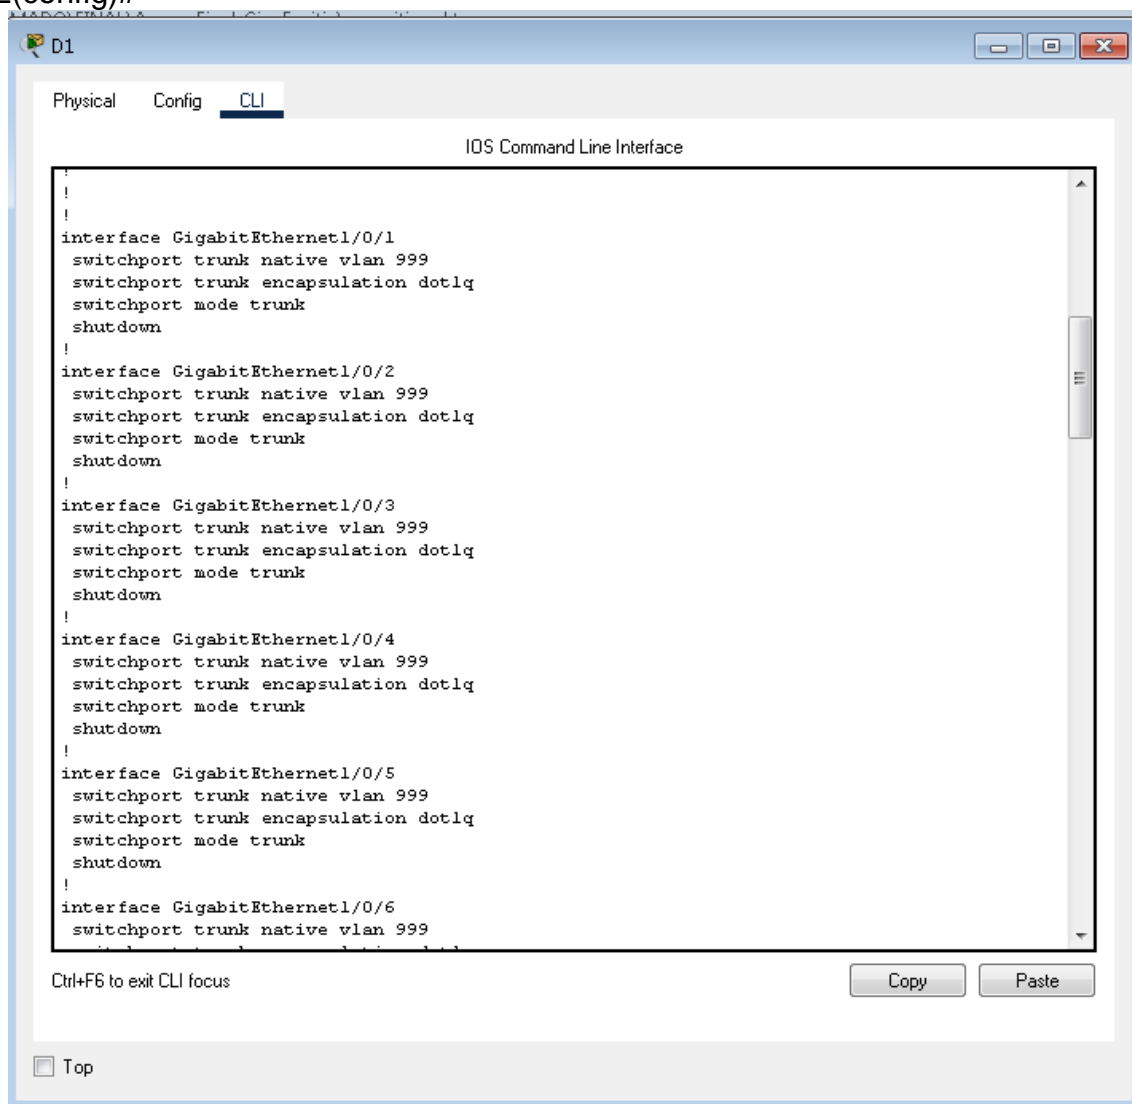 (config)#
D1
Physical Config CLI
IOS Command Line Interface
!
!
!
interface GigabitEthernet1/0/1
switchport trunk native vlan 999
switchport trunk encapsulation dot1q
switchport mode trunk
shutdown
!
interface GigabitEthernet1/0/2
switchport trunk native vlan 999
switchport trunk encapsulation dot1q
switchport mode trunk
shutdown
!
interface GigabitEthernet1/0/3
switchport trunk native vlan 999
switchport trunk encapsulation dot1q
switchport mode trunk
shutdown
!
interface GigabitEthernet1/0/4
switchport trunk native vlan 999
switchport trunk encapsulation dot1q
switchport mode trunk
shutdown
!
interface GigabitEthernet1/0/5
switchport trunk native vlan 999
switchport trunk encapsulation dot1q
switchport mode trunk
shutdown
!
interface GigabitEthernet1/0/6
switchport trunk native vlan 999
Ctrl+F6 to exit CLI focus
Copy Paste
Top